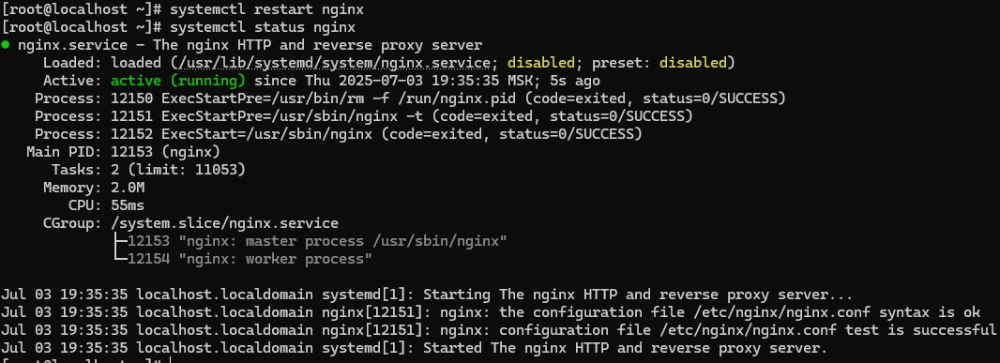 [root@localhost ~]# systemctl restart nginx
[root@localhost ~]# systemctl status nginx
● nginx.service - The nginx HTTP and reverse proxy server
     Loaded: loaded (/usr/lib/systemd/system/nginx.service; disabled; preset: disabled)
     Active: active (running) since Thu 2025-07-03 19:35:35 MSK; 5s ago
    Process: 12150 ExecStartPre=/usr/bin/rm -f /run/nginx.pid (code=exited, status=0/SUCCESS)
    Process: 12151 ExecStartPre=/usr/sbin/nginx -t (code=exited, status=0/SUCCESS)
    Process: 12152 ExecStart=/usr/sbin/nginx (code=exited, status=0/SUCCESS)
   Main PID: 12153 (nginx)
      Tasks: 2 (limit: 11053)
     Memory: 2.0M
        CPU: 55ms
     CGroup: /system.slice/nginx.service
             ├─12153 "nginx: master process /usr/sbin/nginx"
             └─12154 "nginx: worker process"

Jul 03 19:35:35 localhost.localdomain systemd[1]: Starting The nginx HTTP and reverse proxy server...
Jul 03 19:35:35 localhost.localdomain nginx[12151]: nginx: the configuration file /etc/nginx/nginx.conf syntax is ok
Jul 03 19:35:35 localhost.localdomain nginx[12151]: nginx: configuration file /etc/nginx/nginx.conf test is successful
Jul 03 19:35:35 localhost.localdomain systemd[1]: Started The nginx HTTP and reverse proxy server.